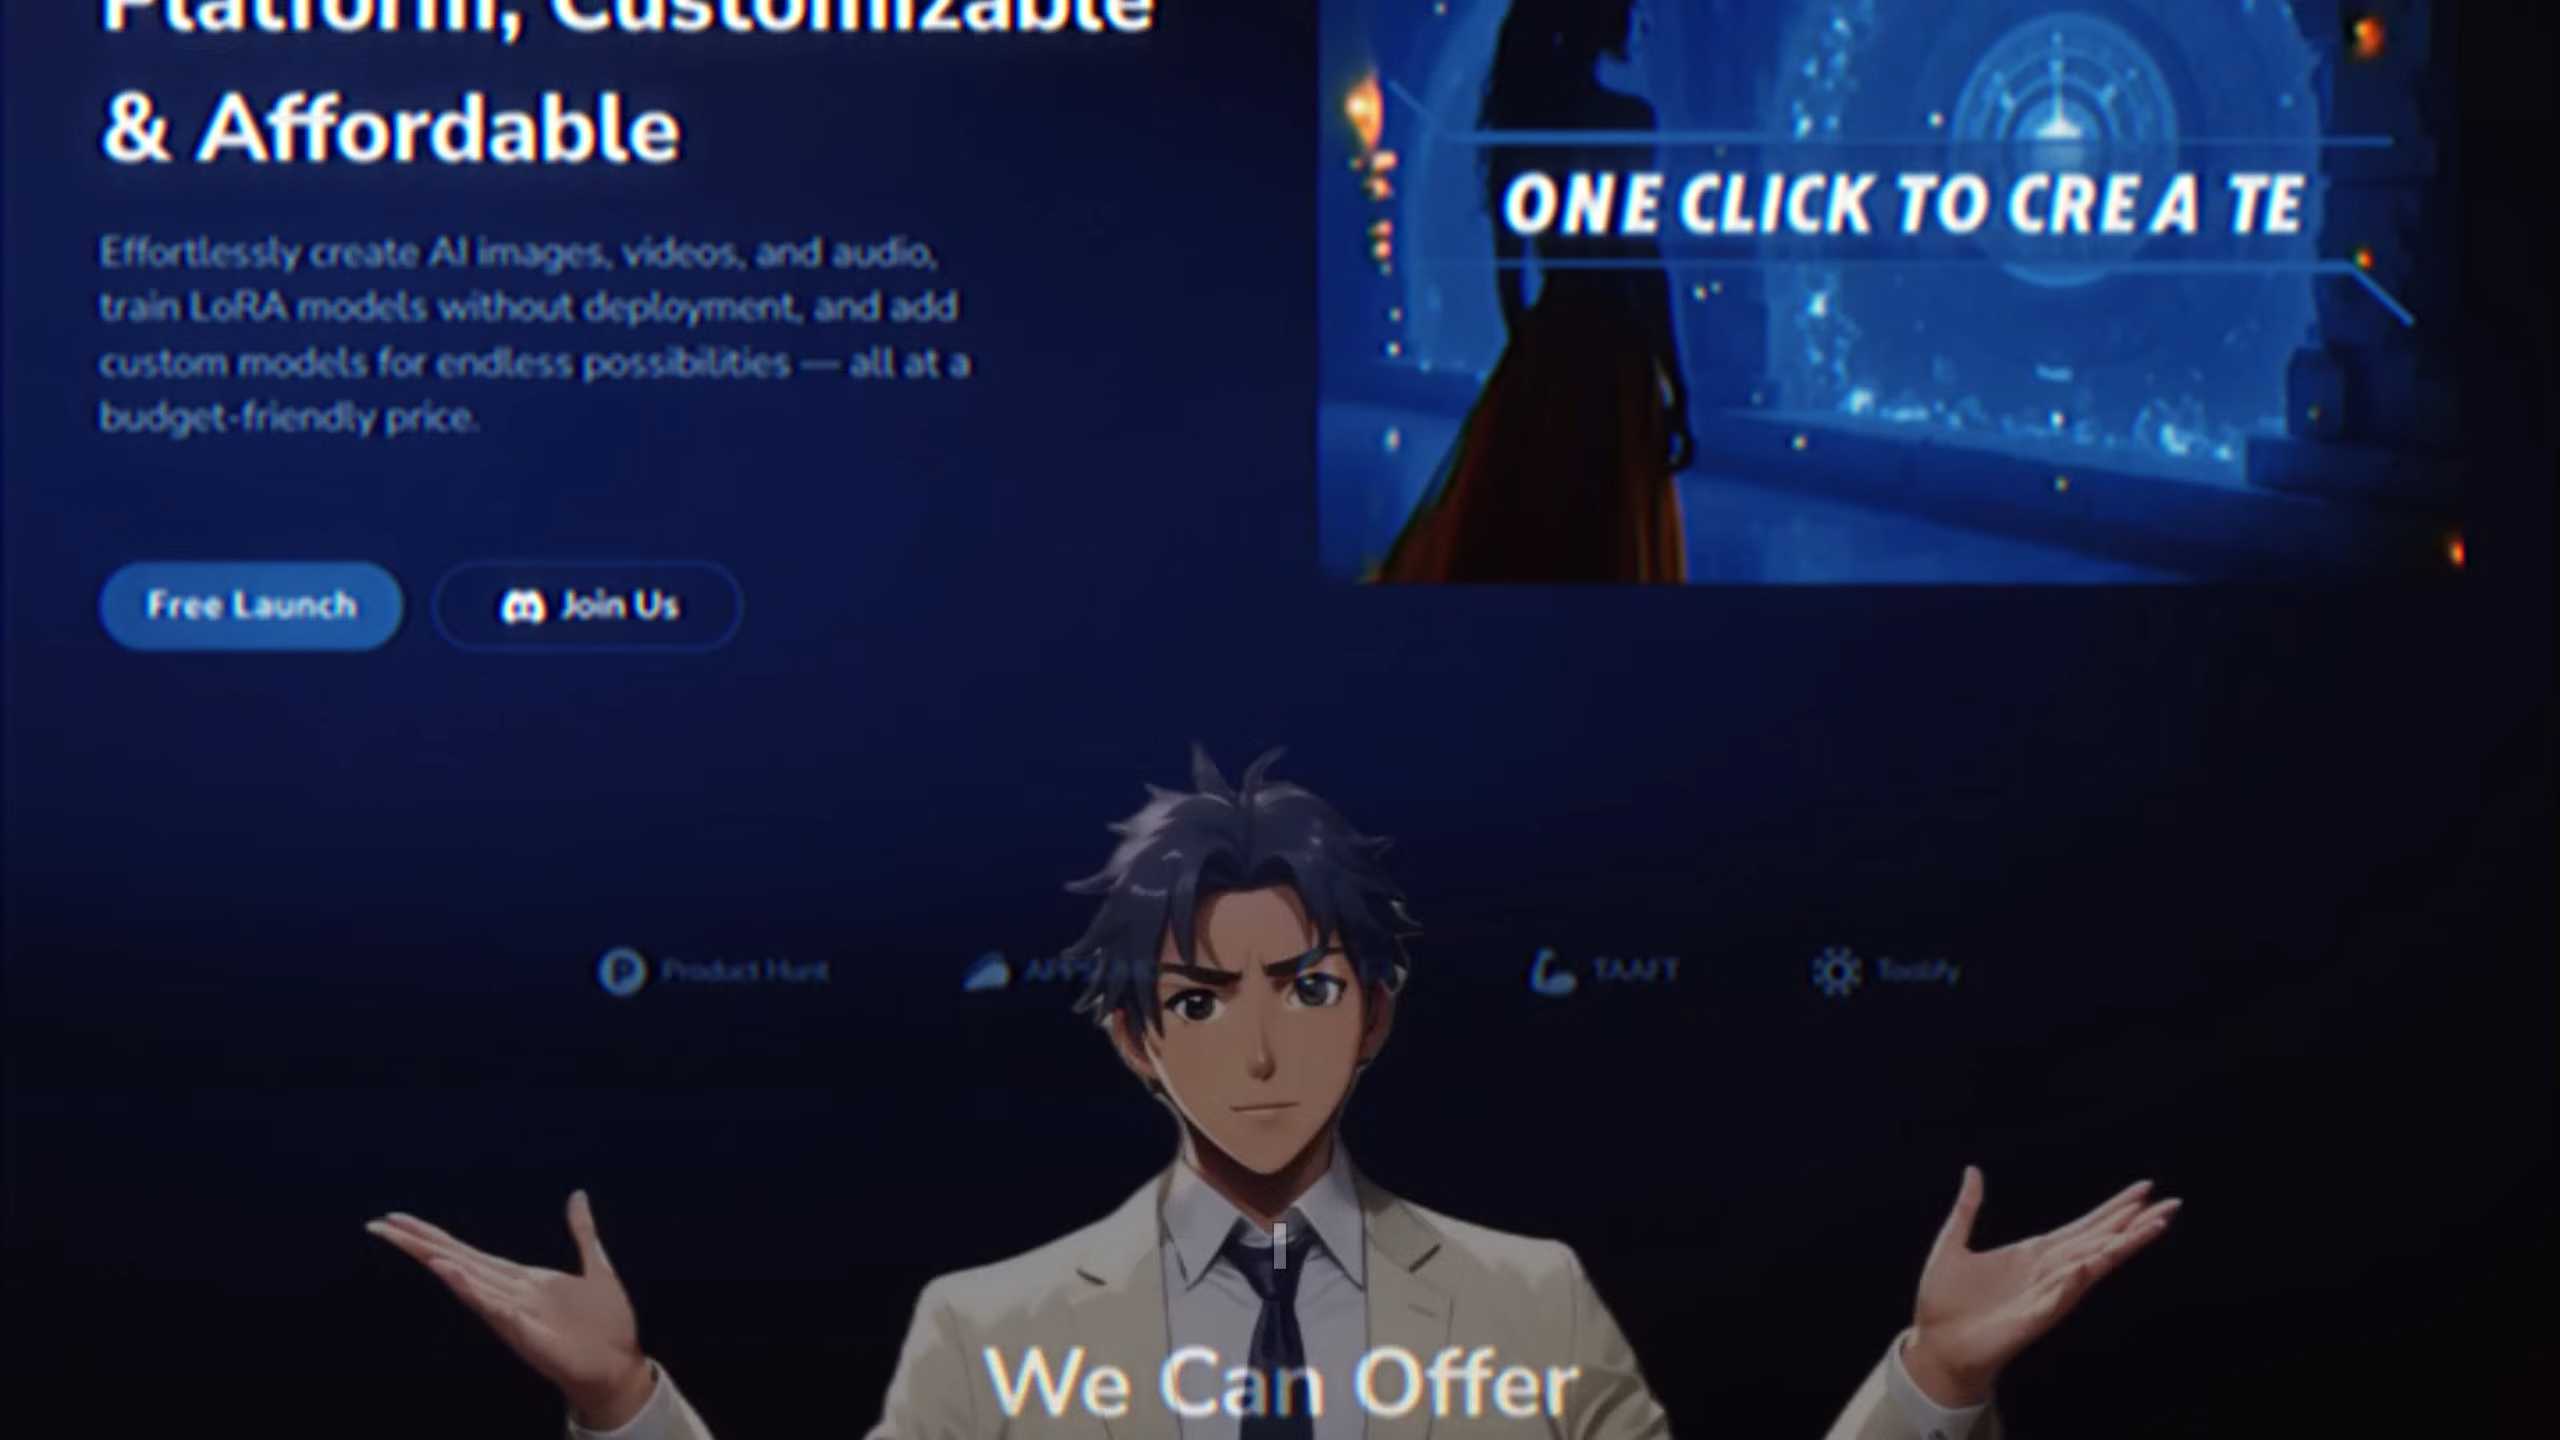 Platform, Customizable
& Affordable
Effortlessly create AI images, videos, and audio,
train LoRA models without deployment, and add
custom models for endless possibilities — all at a
budget-friendly price.
Free Launch
Join Us
ONE CLICK TO CREATE
Product Hunt
TAAFT
Toolify
We Can Offer